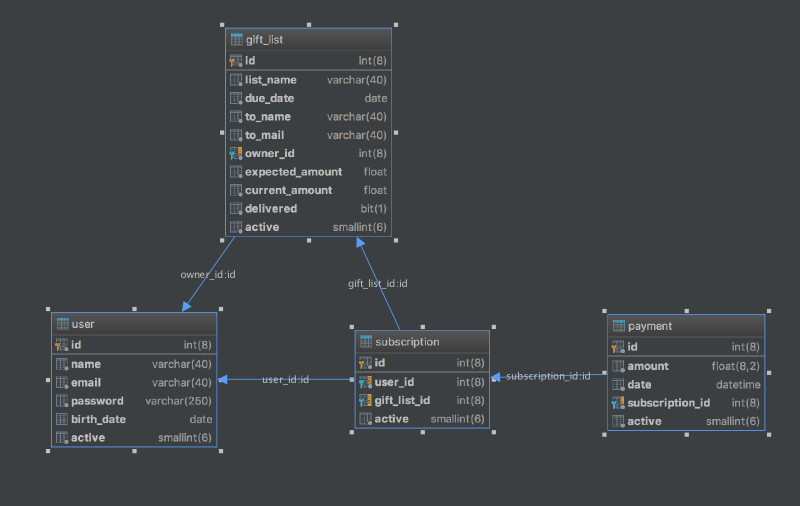 gift_list
id int(8)
list_name varchar(40)
due_date date
to_name varchar(40)
to_mail varchar(40)
owner_id int(8)
expected_amount float
current_amount float
delivered bit(1)
active smallint(6)
owner_id:id
gift_list_id:id
user
id int(8)
name varchar(40)
email varchar(40)
password varchar(250)
birth_date date
active smallint(6)
user_id:id
subscription
id int(8)
user_id int(8)
gift_list_id int(8)
active smallint(6)
subscription_id:id
payment
id int(8)
amount float(8,2)
date datetime
subscription_id int(8)
active smallint(6)